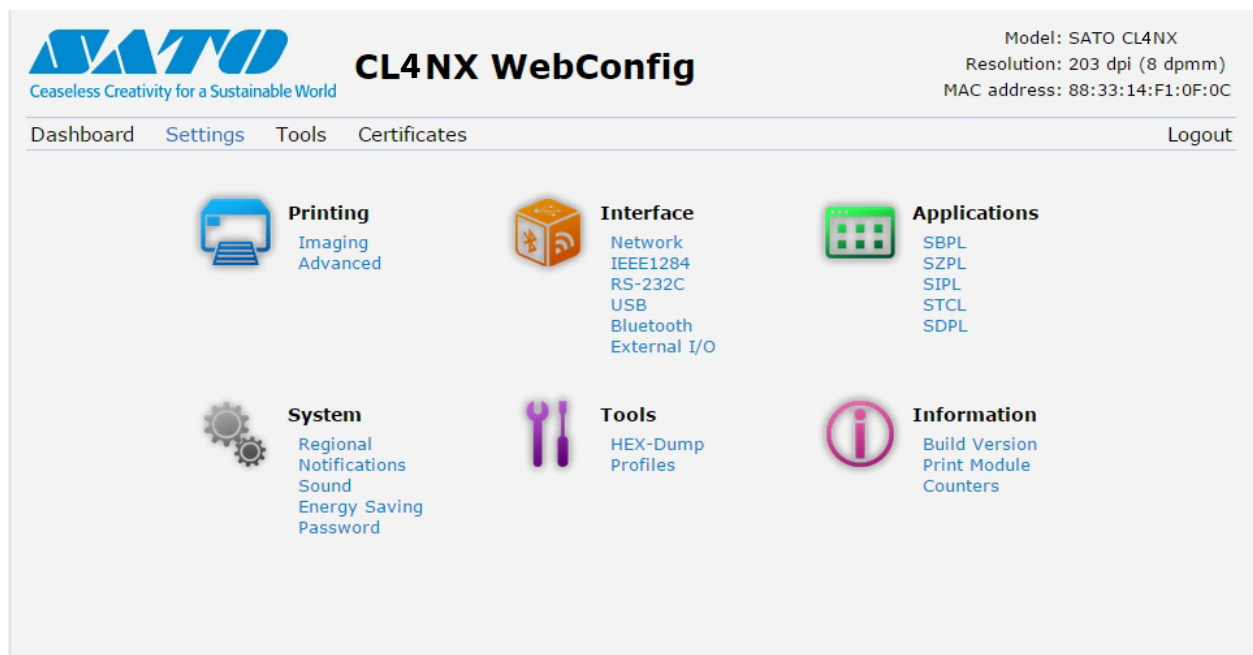 SATO
Ceaseless Creativity for a Sustainable World
CL4NX WebConfig
Model: SATO CL4NX
Resolution: 203 dpi (8 dpmm)
MAC address: 88:33:14:F1:0F:0C
Dashboard Settings Tools Certificates Logout
Printing
Imaging
Advanced
Interface
Network
IEEE1284
RS-232C
USB
Bluetooth
External I/O
Applications
SBPL
SZPL
SIPL
STCL
SDPL
System
Regional
Notifications
Sound
Energy Saving
Password
Tools
HEX-Dump
Profiles
Information
Build Version
Print Module
Counters